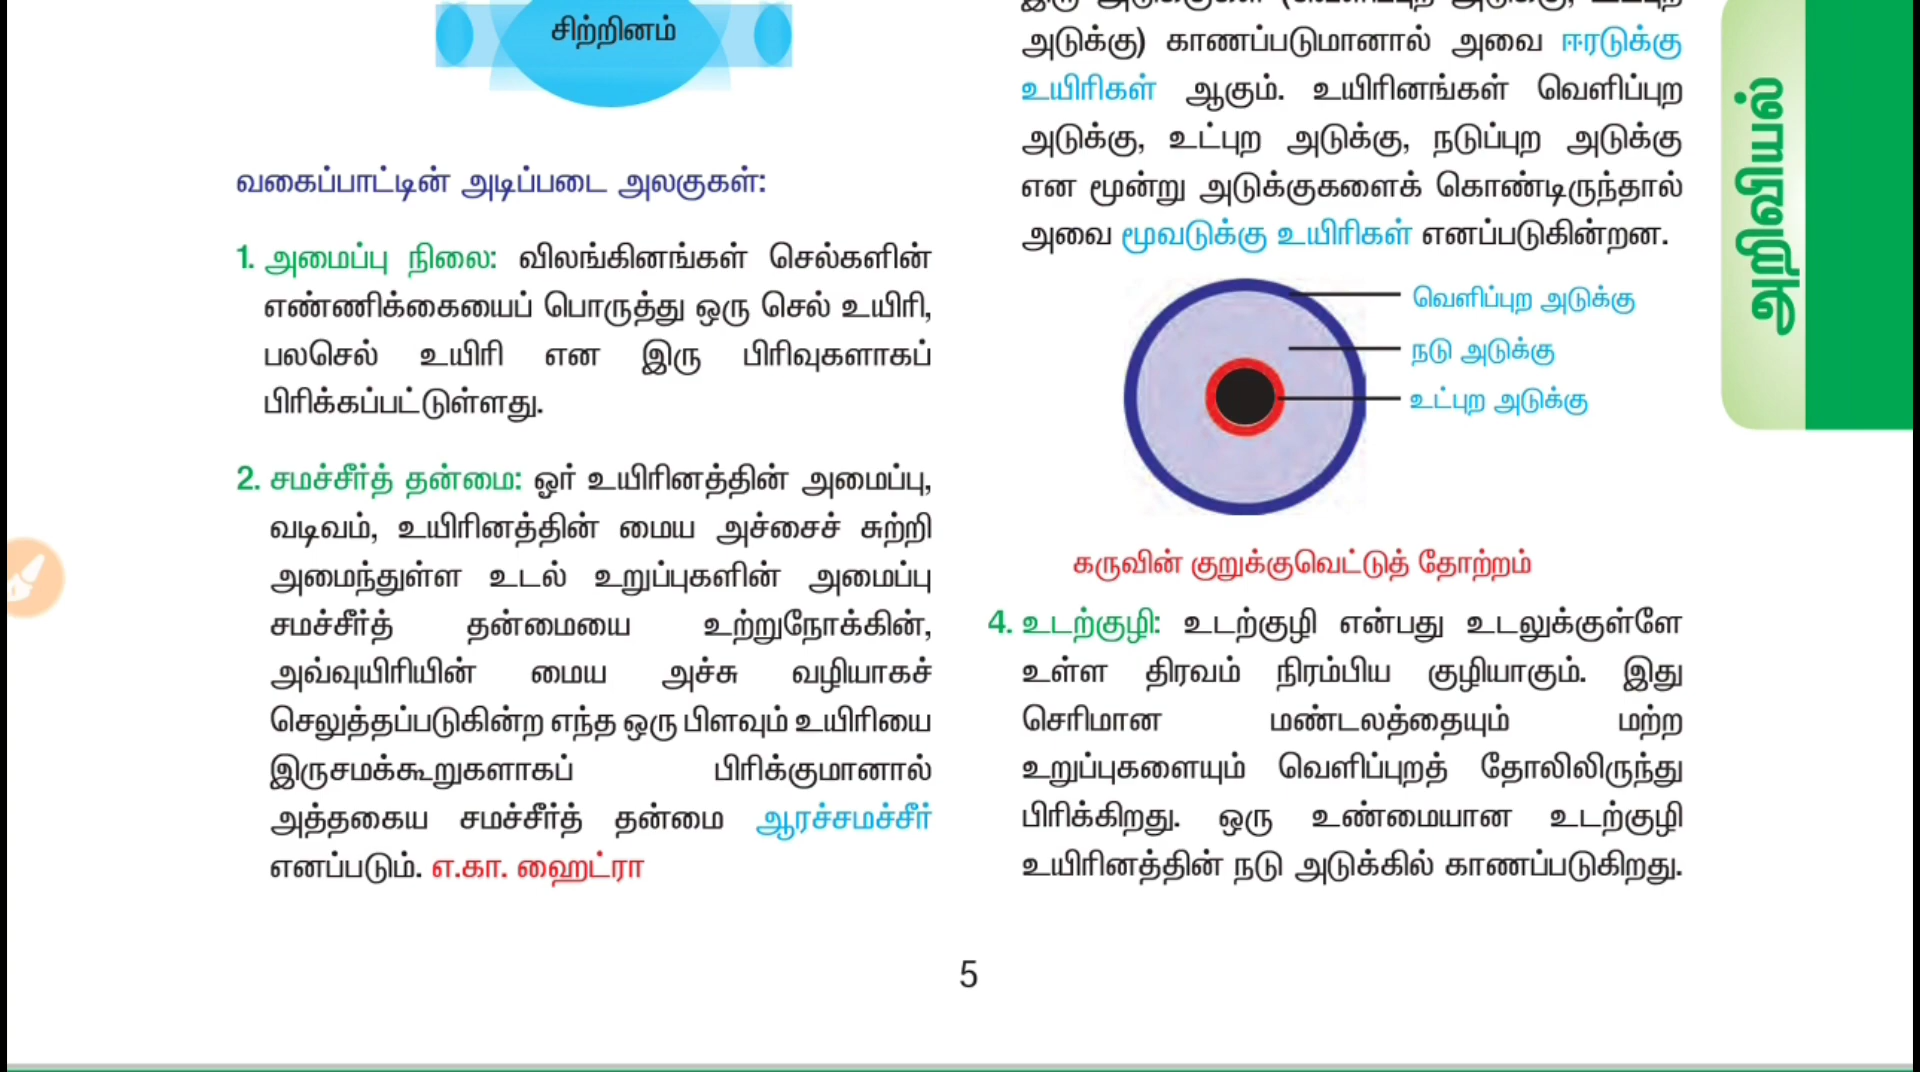 சிற்றினம்
வகைப்பாட்டின் அடிப்படை அலகுகள்:
1. அமைப்பு நிலை: விலங்கினங்கள் செல்களின்
எண்ணிக்கையைப் பொருத்து ஒரு செல் உயிரி,
பலசெல் உயிரி என இரு பிரிவுகளாகப்
பிரிக்கப்பட்டுள்ளது.
2. சமச்சீர்த் தன்மை: ஓர் உயிரினத்தின் அமைப்பு,
வடிவம், உயிரினத்தின் மைய அச்சைச் சுற்றி
அமைந்துள்ள உடல் உறுப்புகளின் அமைப்பு
சமச்சீர்த் தன்மையை உற்றுநோக்கின்,
அவ்வுயிரியின் மைய அச்சு வழியாகச்
செலுத்தப்படுகின்ற எந்த ஒரு பிளவும் உயிரியை
இருசமக்கூறுகளாகப் பிரிக்குமானால்
அத்தகைய சமச்சீர்த் தன்மை ஆரச்சமச்சீர்
எனப்படும். எ.கா. ஹைட்ரா
இரு அடுக்குகள் (வெளிப்புற அடுக்கு, உட்புற
அடுக்கு) காணப்படுமானால் அவை ஈரடுக்கு
உயிரிகள் ஆகும். உயிரினங்கள் வெளிப்புற
அடுக்கு, உட்புற அடுக்கு, நடுப்புற அடுக்கு
என மூன்று அடுக்குகளைக் கொண்டிருந்தால்
அவை மூவடுக்கு உயிரிகள் எனப்படுகின்றன.
வெளிப்புற அடுக்கு
நடு அடுக்கு
உட்புற அடுக்கு
கருவின் குறுக்குவெட்டுத் தோற்றம்
4. உடற்குழி: உடற்குழி என்பது உடலுக்குள்ளே
உள்ள திரவம் நிரம்பிய குழியாகும். இது
செரிமான மண்டலத்தையும் மற்ற
உறுப்புகளையும் வெளிப்புறத் தோலிலிருந்து
பிரிக்கிறது. ஒரு உண்மையான உடற்குழி
உயிரினத்தின் நடு அடுக்கில் காணப்படுகிறது.
அறிவியல்
5